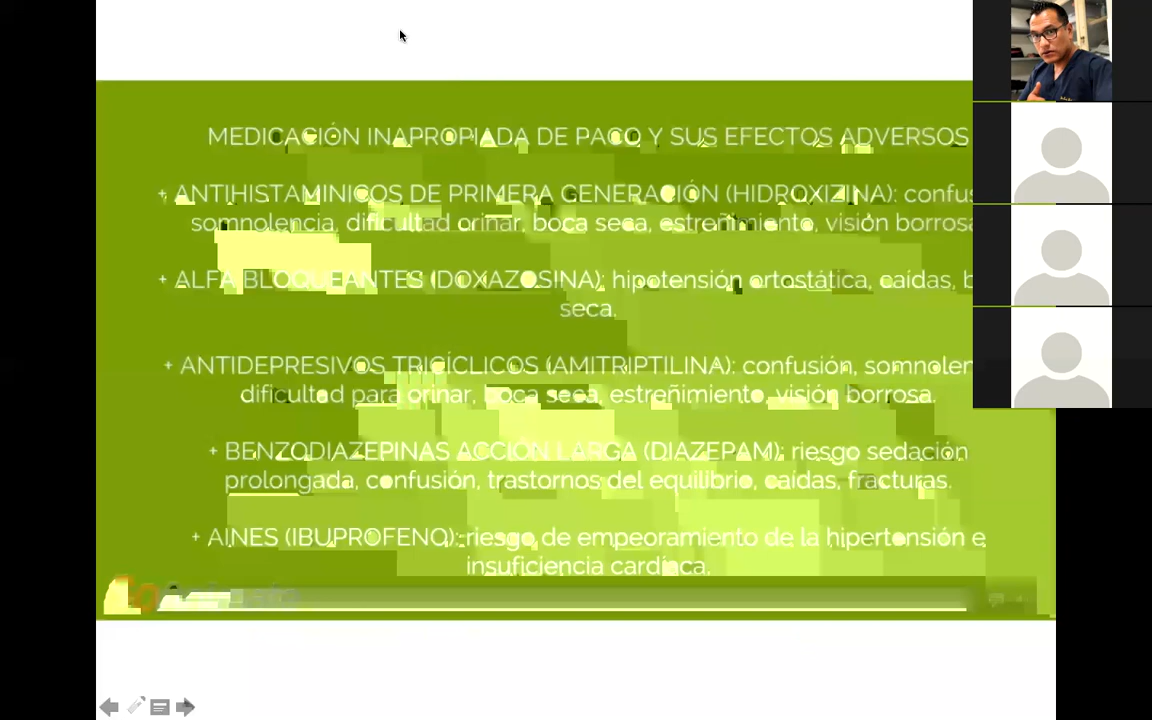 MEDICACIÓN INAPROPIADA DE PACO Y SUS EFECTOS ADVERSOS
+ ANTIHISTAMINICOS DE PRIMERA GENERACIÓN (HIDROXIZINA): confus
somnolencia, dificultad orinar, boca seca, estreñimiento, visión borrosa
+ ALFA BLOQUEANTES (DOXAZOSINA): hipotensión ortostática, caídas, b
seca.
+ ANTIDEPRESIVOS TRICÍCLICOS (AMITRIPTILINA): confusión, somnolen
dificultad para orinar, boca seca, estreñimiento, visión borrosa.
+ BENZODIAZEPINAS ACCIÓN LARGA (DIAZEPAM): riesgo sedación
prolongada, confusión, trastornos del equilibrio, caídas, fracturas.
+ AINES (IBUPROFENO): riesgo de empeoramiento de la hipertensión e
insuficiencia cardíaca.